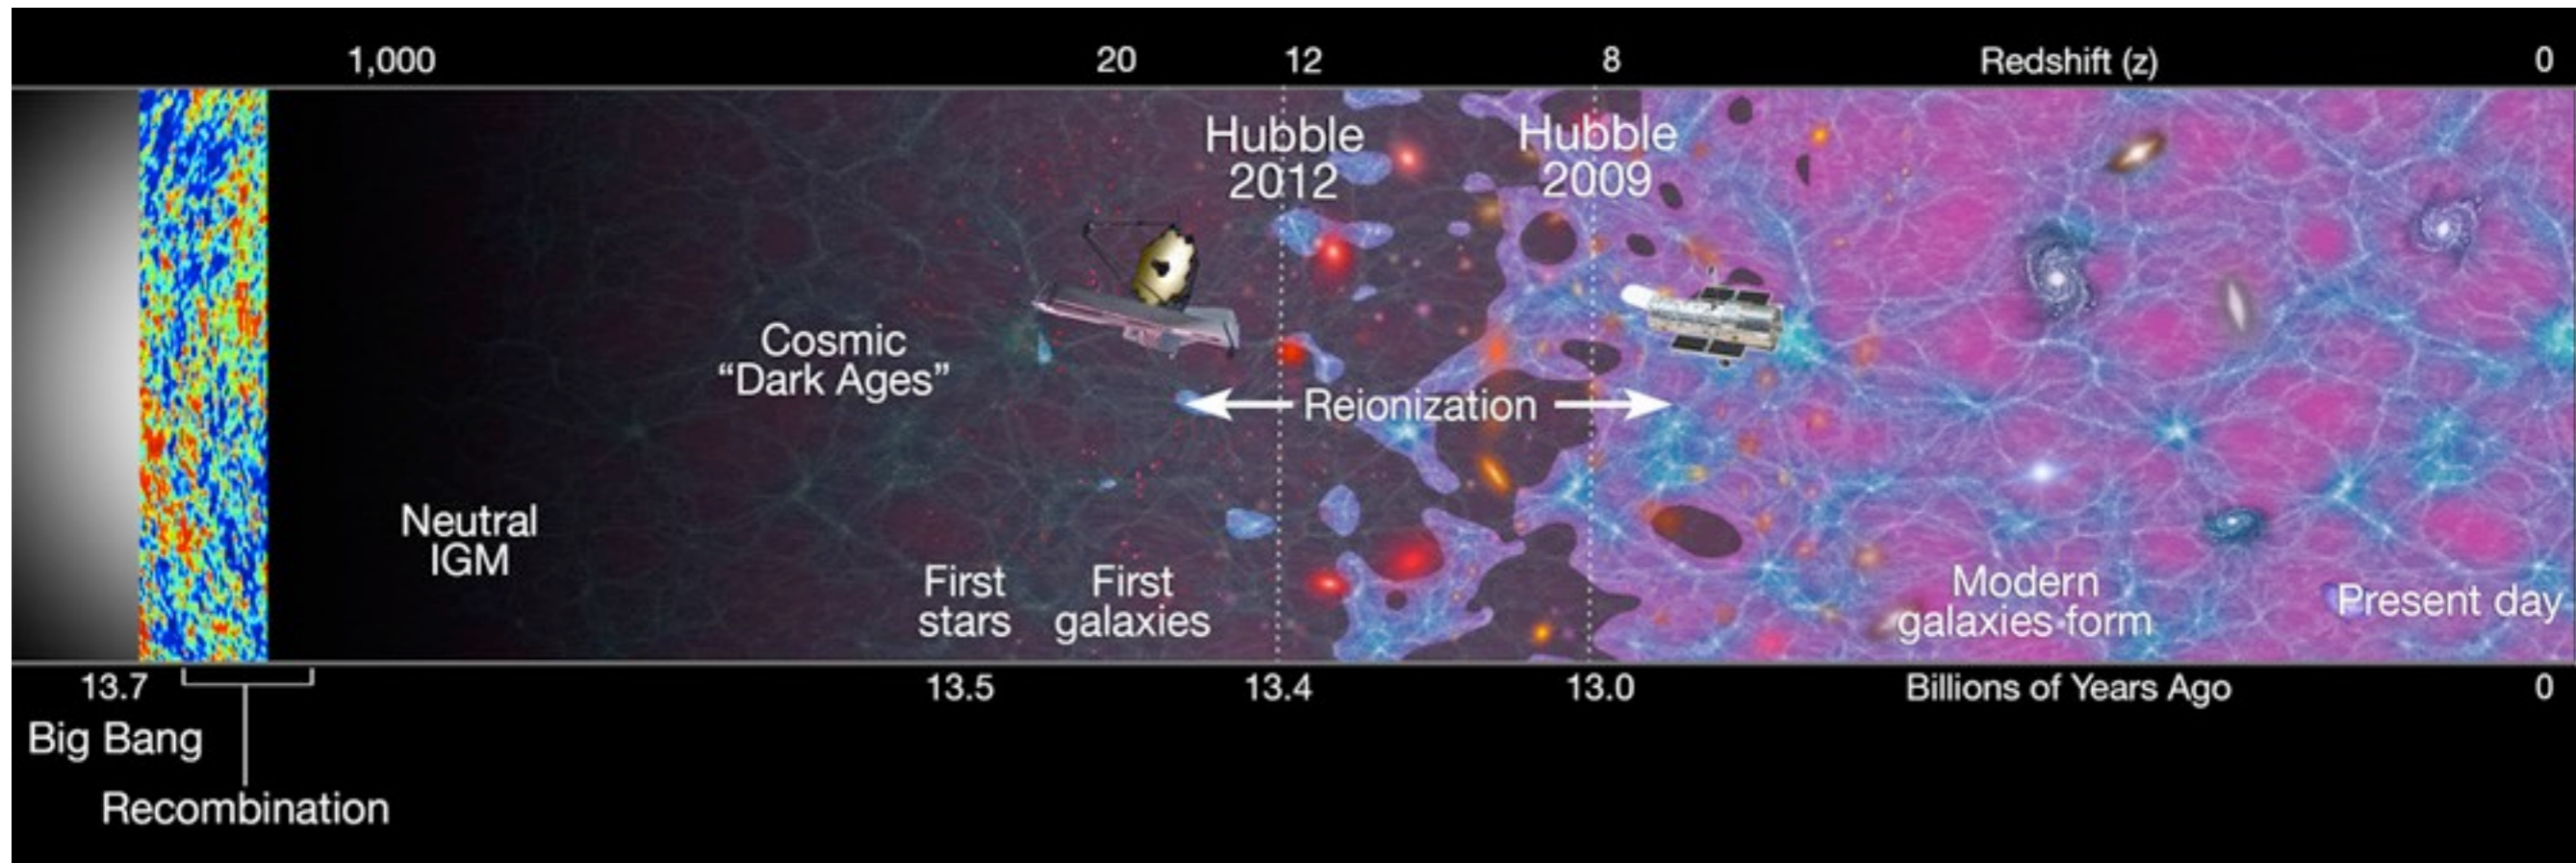 1,000 20 12 8 Redshift (z) 0
Hubble
2012
Hubble
2009
Cosmic
“Dark Ages”
Reionization
Neutral
IGM
First
stars
First
galaxies
Modern
galaxies form
Present day
13.7 13.5 13.4 13.0 Billions of Years Ago 0
Big Bang
Recombination